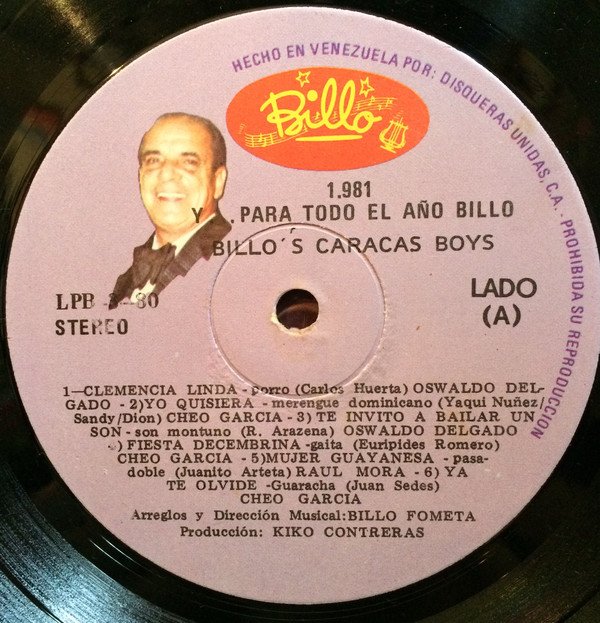 HECHO EN VENEZUELA POR: DISQUERAS UNIDAS, C.A. - PROHIBIDA SU REPRODUCCION
Billo
1.981
Y . PARA TODO EL AÑO BILLO
BILLO´S CARACAS BOYS
LPB 80
STEREO
LADO
(A)
1—CLEMENCIA LINDA - porro (Carlos Huerta) OSWALDO DEL-
GADO - 2)YO QUISIERA - merengue dominicano (Yaqui Nuñez/
Sandy/Dion) CHEO GARCIA - 3) TE INVITO A BAILAR UN
SON - son montuno (R. Arazena) OSWALDO DELGADO
) FIESTA DECEMBRINA -gaita (Euripides Romero)
CHEO GARCIA - 5)MUJER GUAYANESA - pasa-
doble (Juanito Arteta) RAUL MORA - 6) YA
TE OLVIDE -Guaracha (Juan Sedes)
CHEO GARCIA
Arreglos y Dirección Musical:BILLO FOMETA
Producción: KIKO CONTRERAS